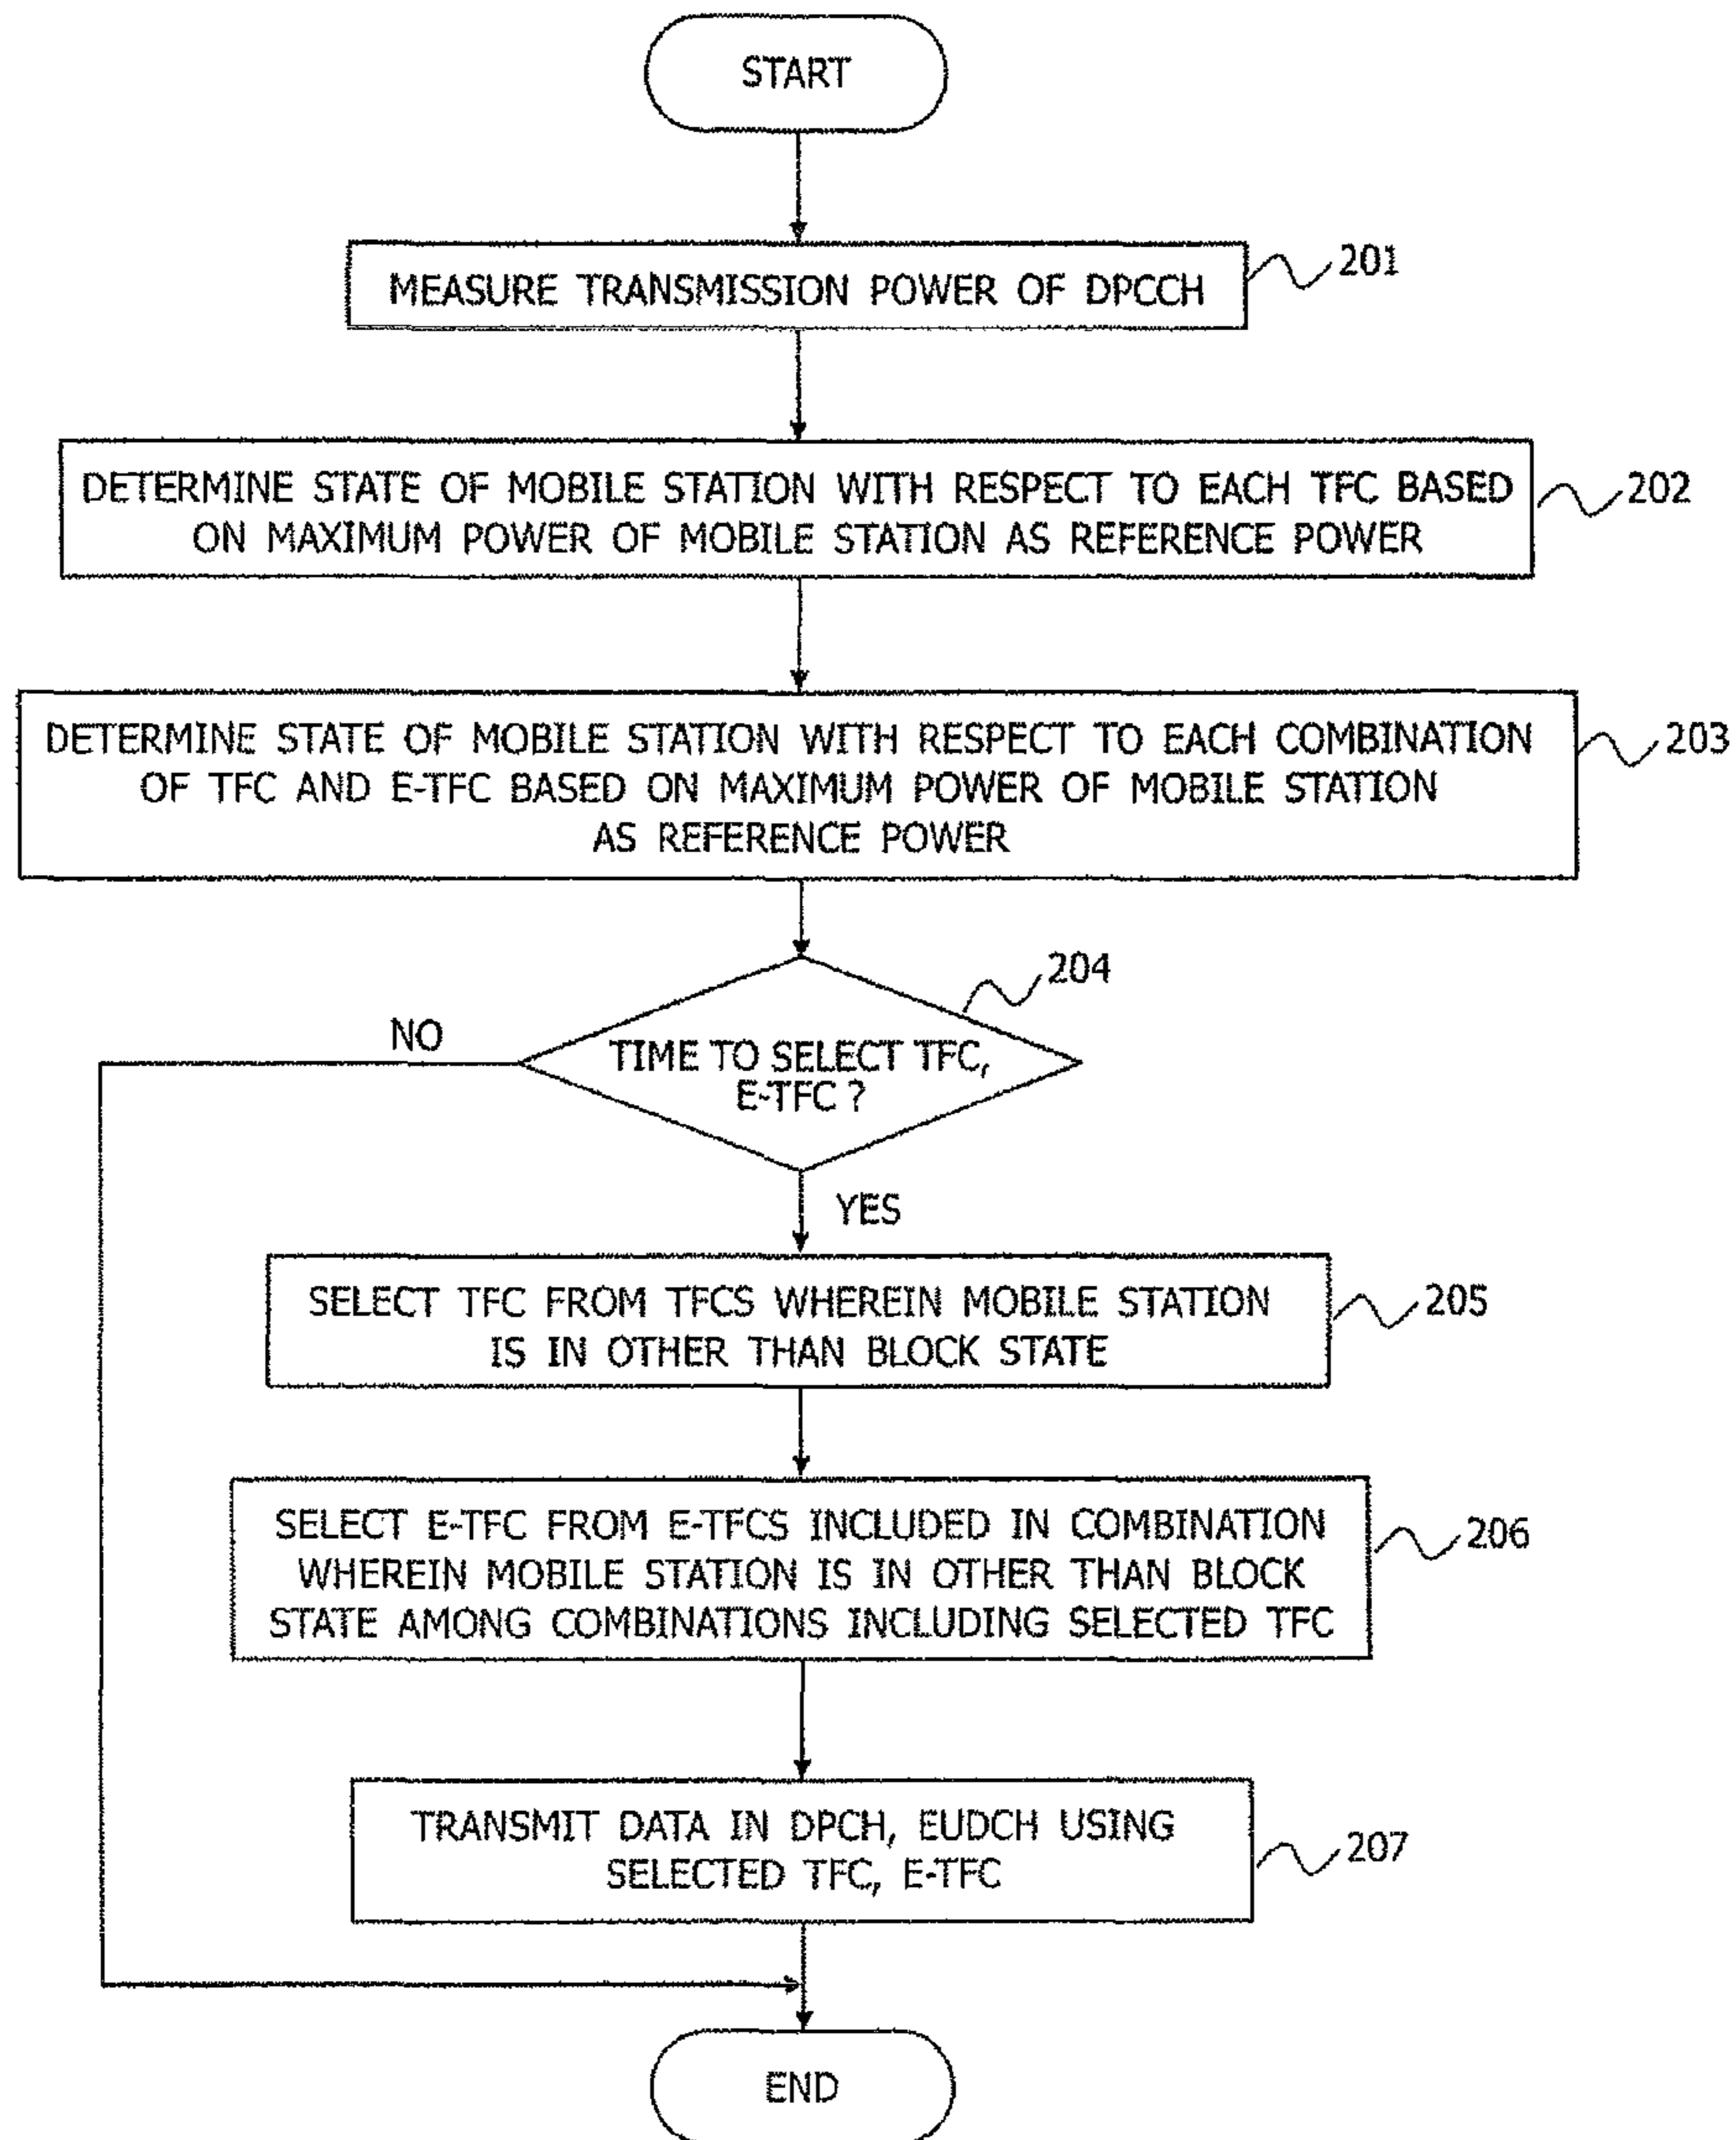 START
MEASURE TRANSMISSION POWER OF DPCCH
201
DETERMINE STATE OF MOBILE STATION WITH RESPECT TO EACH TFC BASED
ON MAXIMUM POWER OF MOBILE STATION AS REFERENCE POWER
202
DETERMINE STATE OF MOBILE STATION WITH RESPECT TO EACH COMBINATION
OF TFC AND E-TFC BASED ON MAXIMUM POWER OF MOBILE STATION
AS REFERENCE POWER
203
204
NO
TIME TO SELECT TFC,
E-TFC ?
YES
SELECT TFC FROM TFCS WHEREIN MOBILE STATION
IS IN OTHER THAN BLOCK STATE
205
SELECT E-TFC FROM E-TFCS INCLUDED IN COMBINATION
WHEREIN MOBILE STATION IS IN OTHER THAN BLOCK
STATE AMONG COMBINATIONS INCLUDING SELECTED TFC
206
TRANSMIT DATA IN DPCH, EUDCH USING
SELECTED TFC, E-TFC
207
END